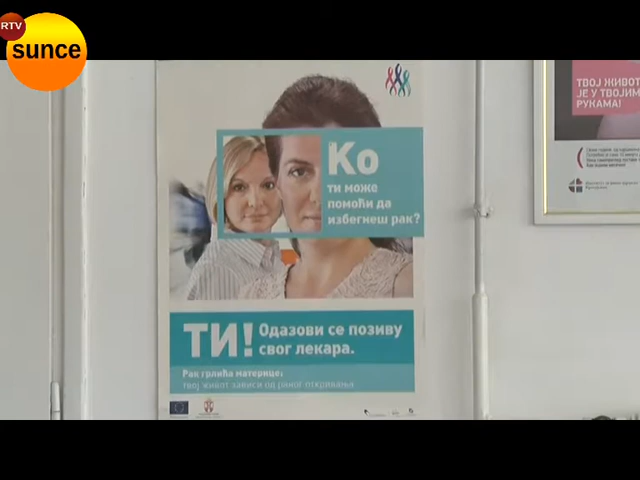 RTV
sunce
Ко
ти може
помоћи да
избегнеш рак?
ТИ! Одазови се позиву
свог лекара.
Рак грлића материце:
твој живот зависи од раног откривања
ТВОЈ ЖИВОТ
ЈЕ У ТВОЈИМ
РУКАМА!